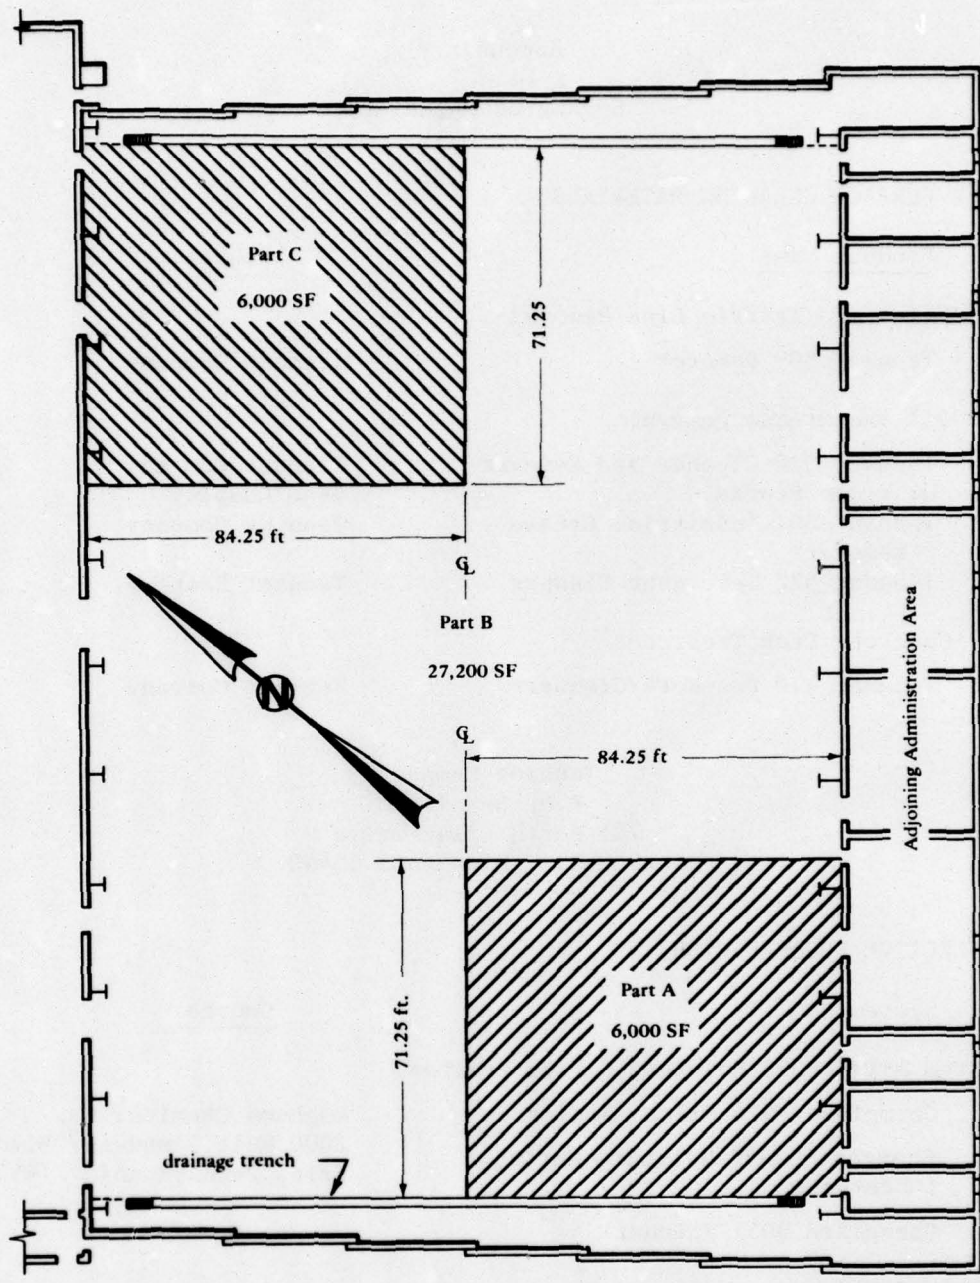 Part C
6,000 SF
71.25
84.25 ft
C L
Part B
27,200 SF
N
C L
84.25 ft
Adjoining Administration Area
Part A
6,000 SF
71.25 ft.
drainage trench